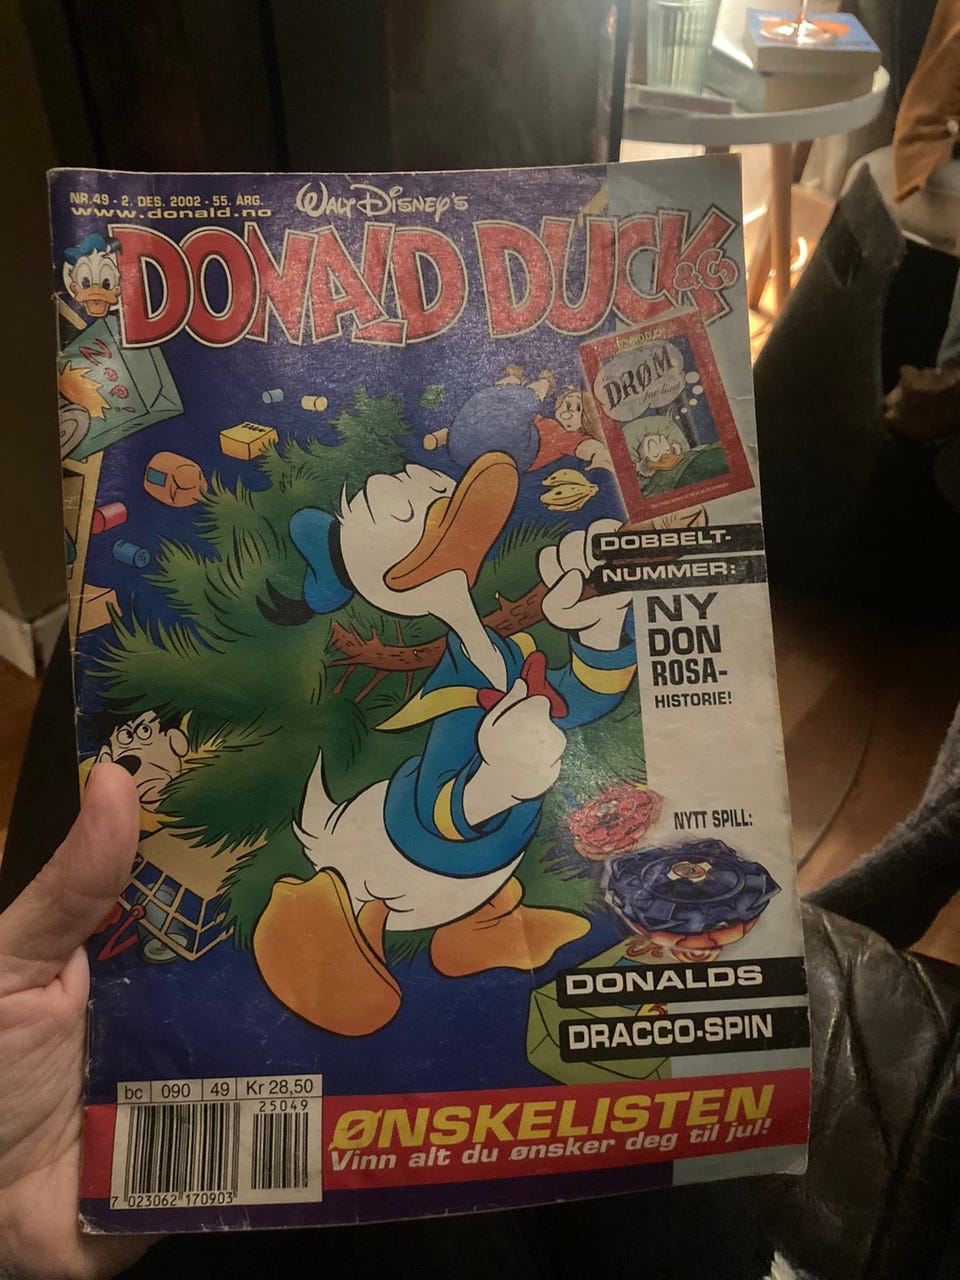 NR.49 - 2. DES. 2002 - 55. ÅRG.
www.donald.no
Walt Disney's
DONALD DUCK
& Co
DONALD DUCK
DRØM
DOBBELT-
NUMMER:
NY
DON
ROSA-
HISTORIE!
NYTT SPILL:
DONALDS
DRACCO-SPIN
bc 090 49 Kr 28,50
25049
7 023062 170903
ØNSKELISTEN
Vinn alt du ønsker deg til jul!